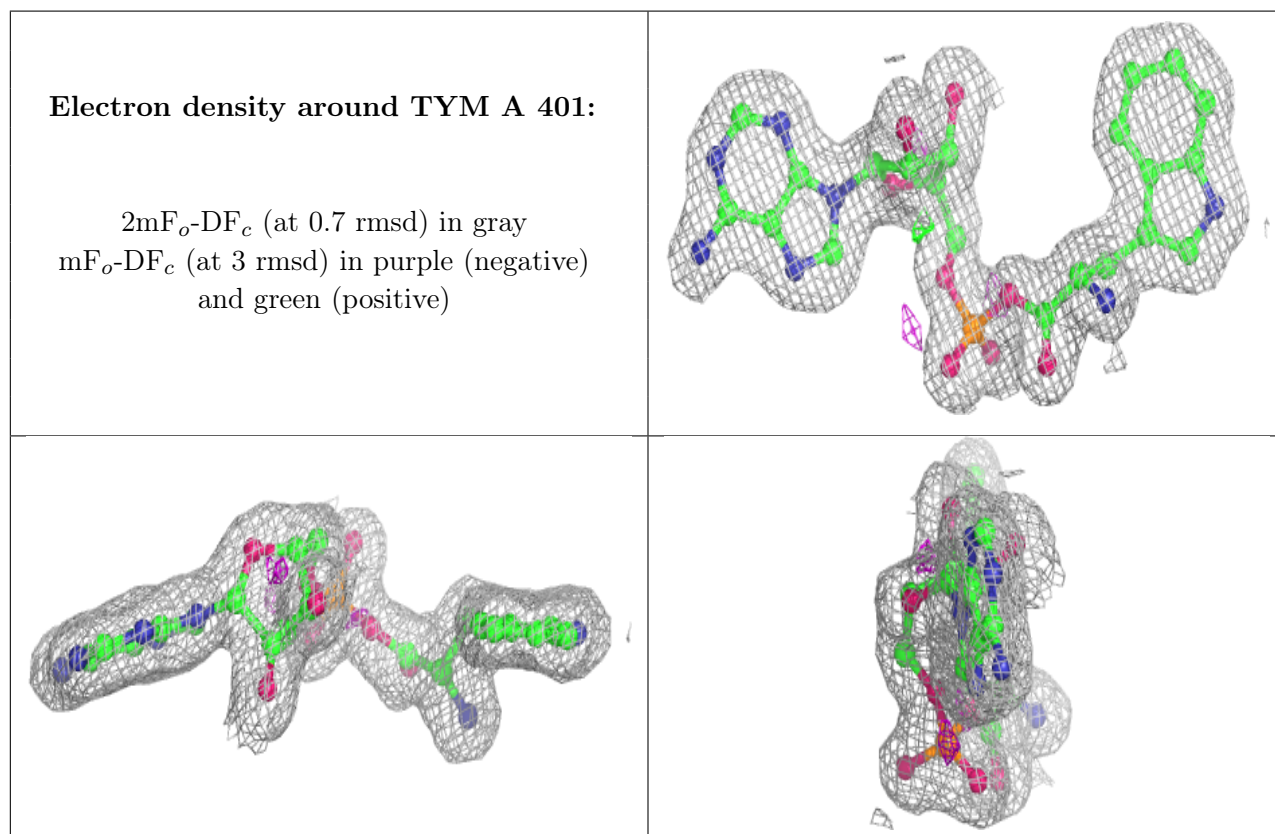 Electron density around TYM A 401:
2mFo-DFc (at 0.7 rmsd) in gray
mFo-DFc (at 3 rmsd) in purple (negative)
and green (positive)